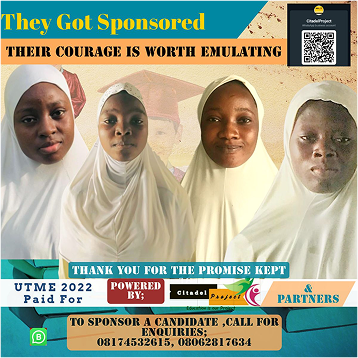 They Got Sponsored
CitadelProject
THEIR COURAGE IS WORTH EMULATING
THANK YOU FOR THE PROMISE KEPT
UTME 2022
Paid For
POWERED
BY;
Citadel
Project
&
PARTNERS
TO SPONSOR A CANDIDATE ,CALL FOR
ENQUIRIES;
08174532615, 08062817634